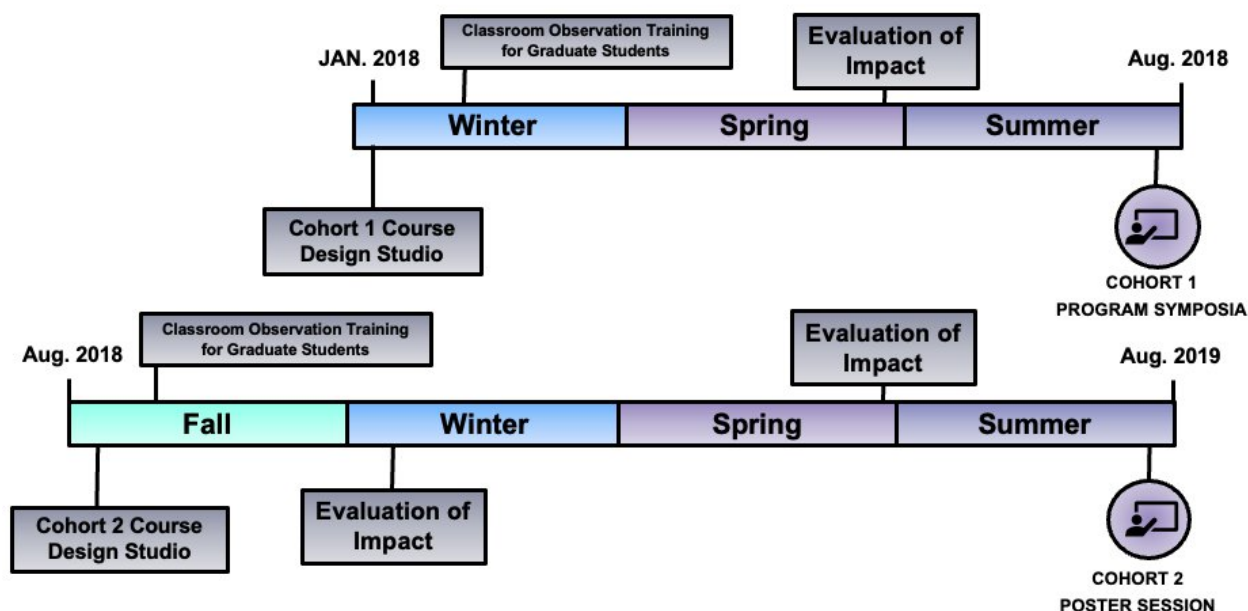 Classroom Observation Training
for Graduate Students
Evaluation of
Impact
JAN. 2018
Aug. 2018
Winter
Spring
Summer
Cohort 1 Course
Design Studio
COHORT 1
PROGRAM SYMPOSIA
Classroom Observation Training
for Graduate Students
Evaluation of
Impact
Aug. 2018
Aug. 2019
Fall
Winter
Spring
Summer
Cohort 2 Course
Design Studio
Evaluation of
Impact
COHORT 2
POSTER SESSION